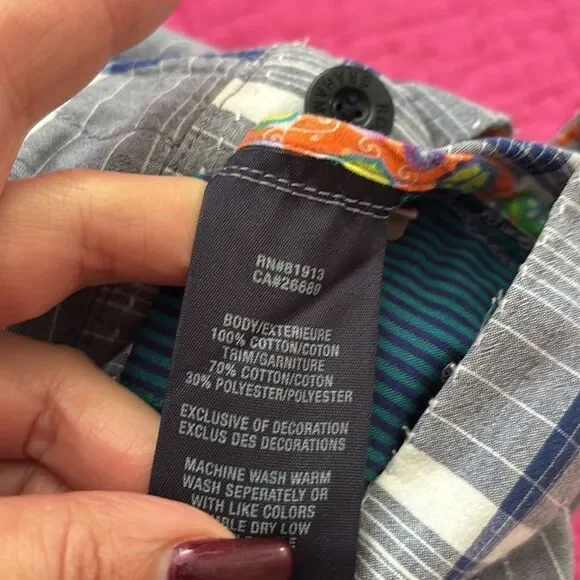 RN#81913
CA#26680
BODY/EXTERIEURE
100% COTTON/COTON
TRIM/GARNITURE
70% COTTON/COTON
30% POLYESTER/POLYESTER
EXCLUSIVE OF DECORATION
EXCLUS DES DECORATIONS
MACHINE WASH WARM
WASH SEPERATELY OR
WITH LIKE COLORS
DRY LOW